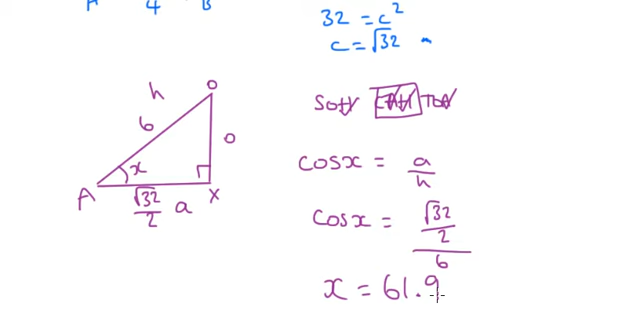 A 4 B
32 = c²
c = √32
h
O
6
SOH CAH TOA
x
o
cos x = a/h
A
√32/2 a
X
cos x = √32/2/6
x = 61.9